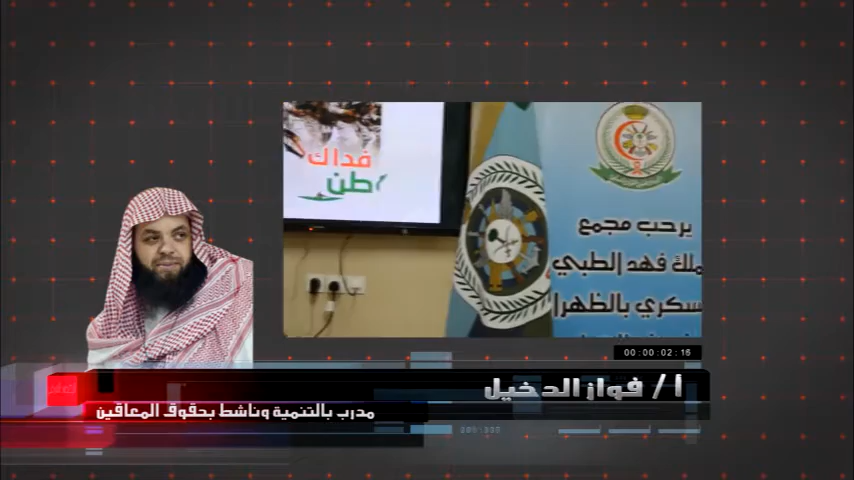 فداك
طن
يرحب مجمع
ملك فهد الطبي
سكري بالظهرا
00:00:02:16
أ/ فواز الدخيل
مدرب بالتنمية وناشط بحقوق المعاقين